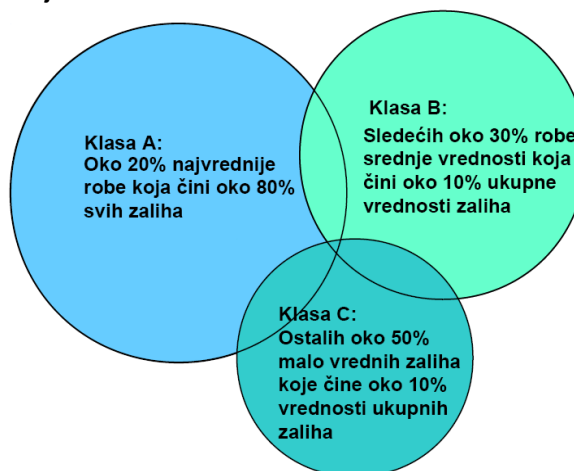 Klasa A:
Oko 20% najvrednije
robe koja čini oko 80%
svih zaliha
Klasa B:
Sledećih oko 30% robe
srednje vrednosti koja
čini oko 10% ukupne
vrednosti zaliha
Klasa C:
Ostalih oko 50%
malo vrednih zaliha
koje čine oko 10%
vrednosti ukupnih
zaliha